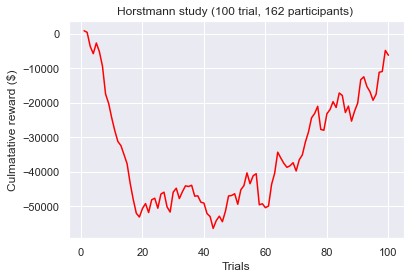 Horstmann study (100 trial, 162 participants)
Culmatative reward ($)
0
−10000
−20000
−30000
−40000
−50000
0 20 40 60 80 100
Trials